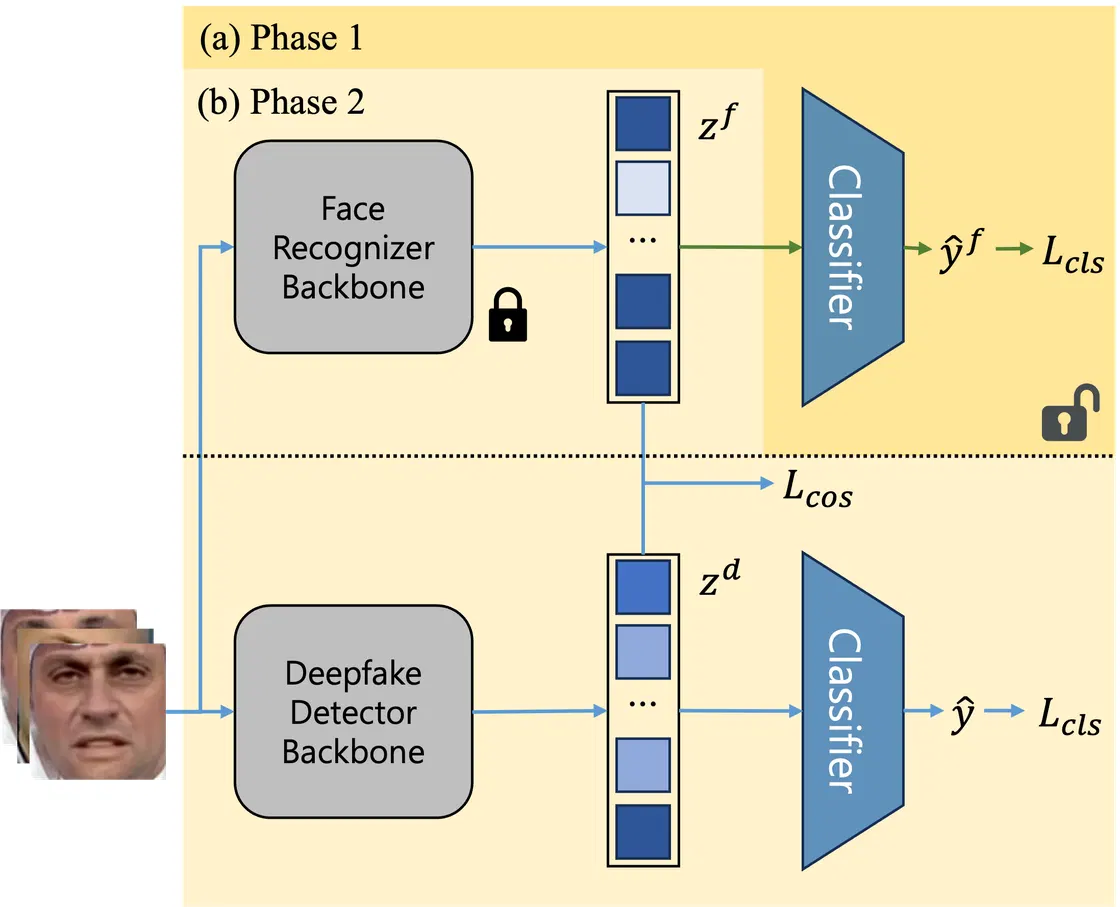 (a) Phase 1
(b) Phase 2
Face
Recognizer
Backbone
z^f
...
Classifier
ŷ^f
L_cls
L_cos
Deepfake
Detector
Backbone
z^d
...
Classifier
ŷ
L_cls